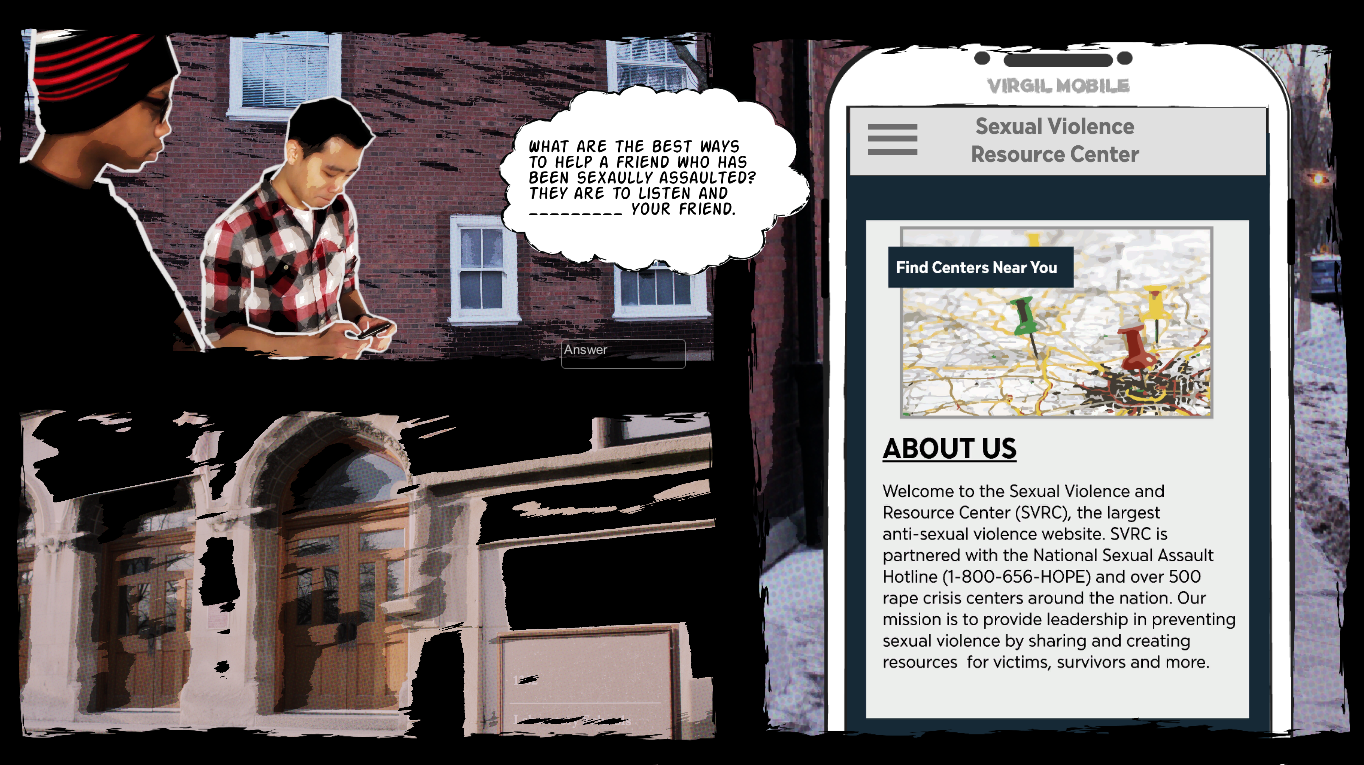 WHAT ARE THE BEST WAYS
TO HELP A FRIEND WHO HAS
BEEN SEXAULLY ASSAULTED?
THEY ARE TO LISTEN AND
_________ YOUR FRIEND.
Answer
VIRGIL MOBILE
Sexual Violence
Resource Center
Find Centers Near You
ABOUT US
Welcome to the Sexual Violence and
Resource Center (SVRC), the largest
anti-sexual violence website. SVRC is
partnered with the National Sexual Assault
Hotline (1-800-656-HOPE) and over 500
rape crisis centers around the nation. Our
mission is to provide leadership in preventing
sexual violence by sharing and creating
resources  for victims, survivors and more.